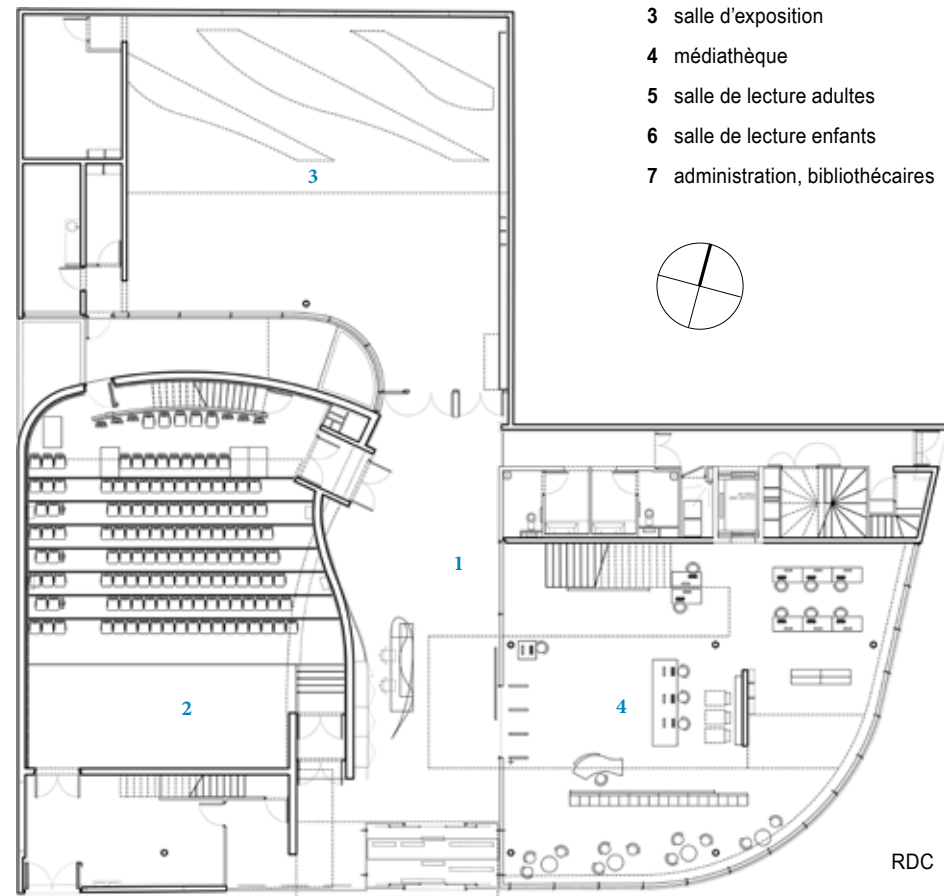 3 salle d’exposition
4 médiathèque
5 salle de lecture adultes
6 salle de lecture enfants
7 administration, bibliothécaires
3
1
2
4
RDC